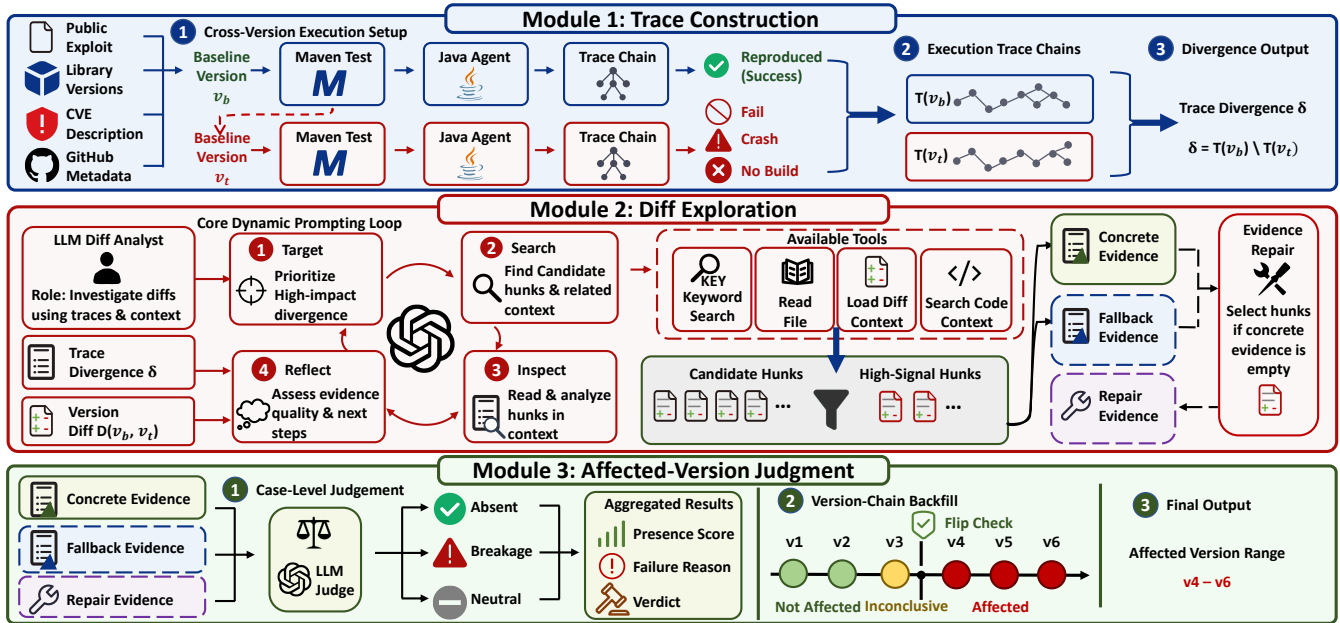 Module 1: Trace Construction
Public
Exploit
Library
Versions
CVE
Description
GitHub
Metadata
1 Cross-Version Execution Setup
Baseline
Version
v_b
Maven Test
M
Java Agent
Trace Chain
Reproduced
(Success)
Baseline
Version
v_t
Maven Test
M
Java Agent
Trace Chain
Fail
Crash
No Build
2 Execution Trace Chains
T(v_b)
T(v_t)
3 Divergence Output
Trace Divergence δ
δ = T(v_b) \ T(v_t)
Module 2: Diff Exploration
LLM Diff Analyst
Role: Investigate diffs
using traces & context
Trace
Divergence δ
Version
Diff D(v_b, v_t)
Core Dynamic Prompting Loop
1 Target
Prioritize
High-impact
divergence
2 Search
Find Candidate
hunks & related
context
4 Reflect
Assess evidence
quality & next
steps
3 Inspect
Read & analyze
hunks in
context
Available Tools
KEY
Keyword
Search
Read
File
Load Diff
Context
</>
Search Code
Context
Candidate Hunks
...
High-Signal Hunks
...
Concrete
Evidence
Fallback
Evidence
Repair
Evidence
Evidence
Repair
Select hunks
if concrete
evidence is
empty
Module 3: Affected-Version Judgment
Concrete Evidence
Fallback Evidence
Repair Evidence
1 Case-Level Judgement
LLM
Judge
Absent
Breakage
Neutral
Aggregated Results
Presence Score
Failure Reason
Verdict
2 Version-Chain Backfill
Flip Check
v1 v2 v3 v4 v5 v6
Not Affected Inconclusive Affected
3 Final Output
Affected Version Range
v4 – v6